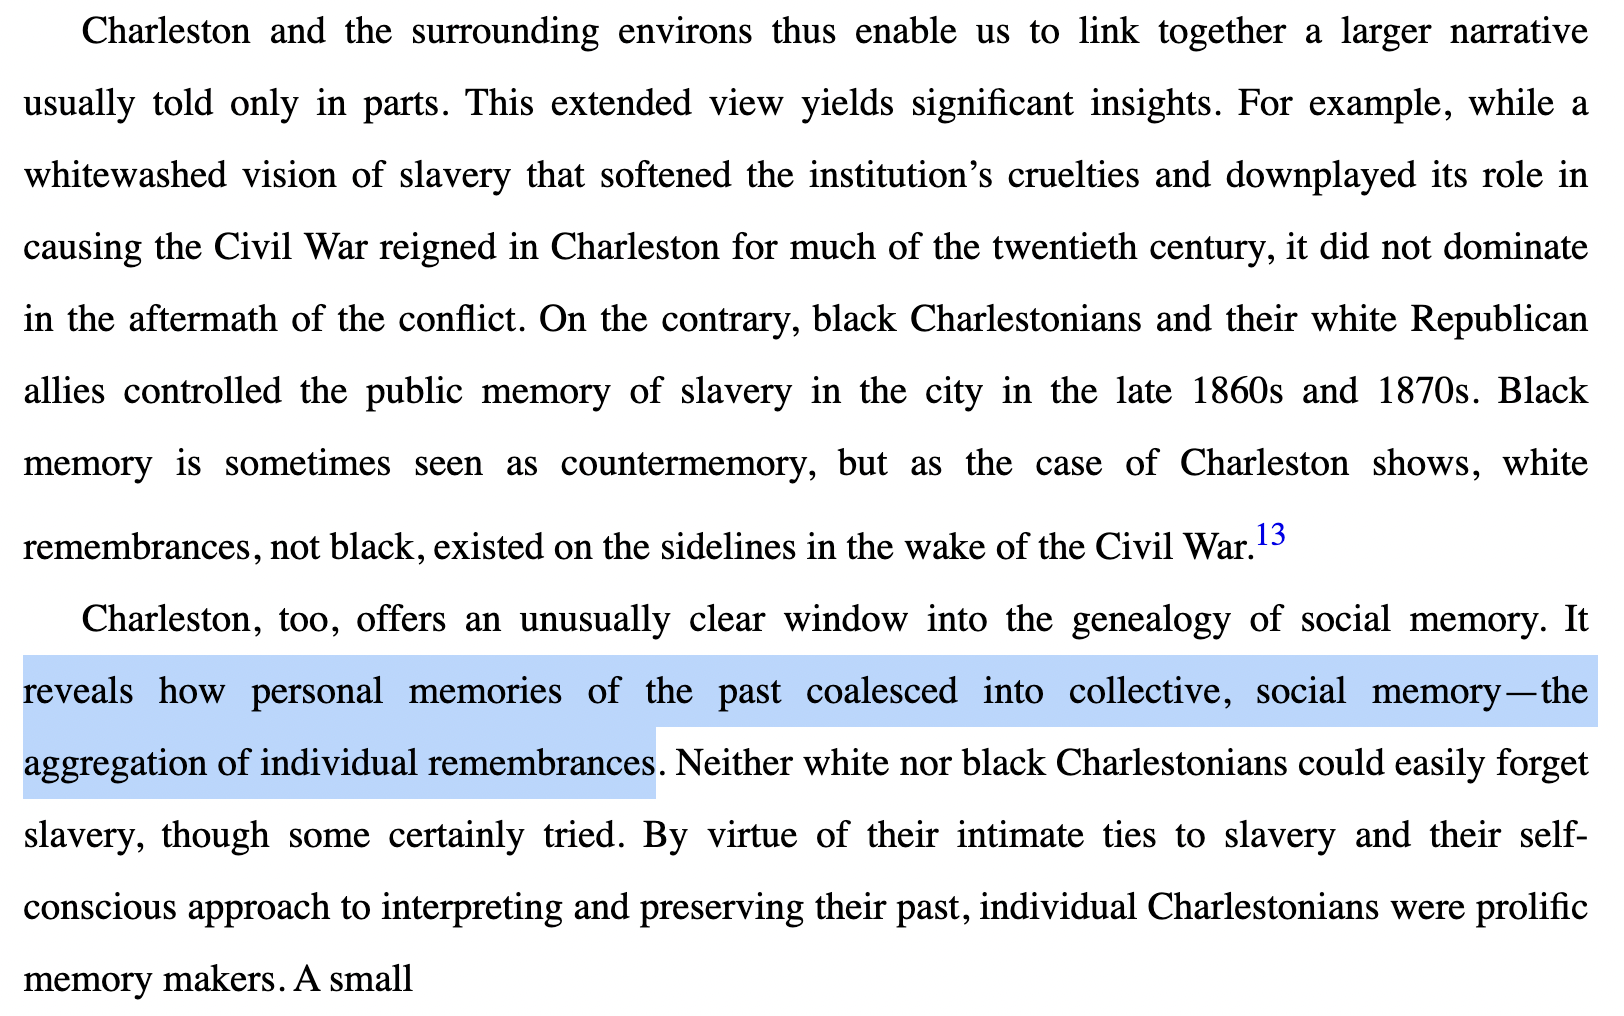 Charleston and the surrounding environs thus enable us to link together a larger narrative
usually told only in parts. This extended view yields significant insights. For example, while a
whitewashed vision of slavery that softened the institution’s cruelties and downplayed its role in
causing the Civil War reigned in Charleston for much of the twentieth century, it did not dominate
in the aftermath of the conflict. On the contrary, black Charlestonians and their white Republican
allies controlled the public memory of slavery in the city in the late 1860s and 1870s. Black
memory is sometimes seen as countermemory, but as the case of Charleston shows, white
remembrances, not black, existed on the sidelines in the wake of the Civil War.13
Charleston, too, offers an unusually clear window into the genealogy of social memory. It
reveals how personal memories of the past coalesced into collective, social memory—the
aggregation of individual remembrances. Neither white nor black Charlestonians could easily forget
slavery, though some certainly tried. By virtue of their intimate ties to slavery and their self-
conscious approach to interpreting and preserving their past, individual Charlestonians were prolific
memory makers. A small